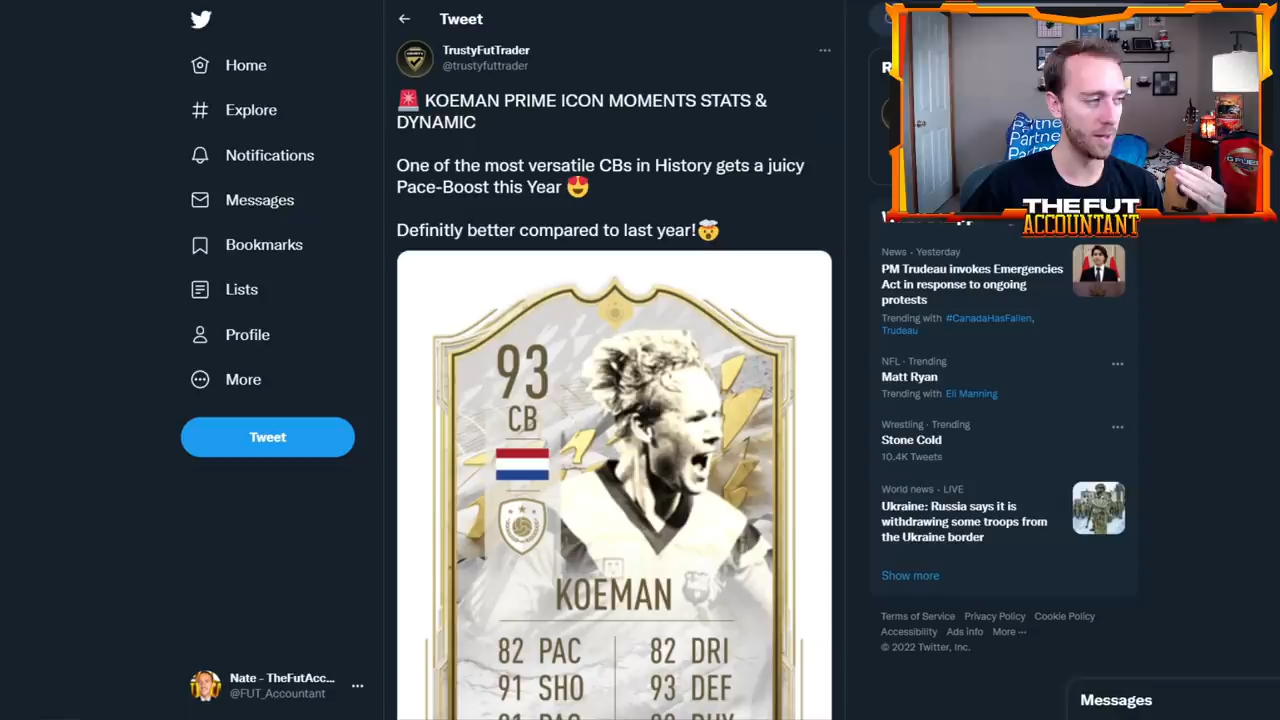 Home
Explore
Notifications
Messages
Bookmarks
Lists
Profile
More
Tweet
Nate - TheFutAcc...
@FUT_Accountant
Tweet
TrustyFutTrader
@trustyfuttrader
KOEMAN PRIME ICON MOMENTS STATS &
DYNAMIC
One of the most versatile CBs in History gets a juicy
Pace-Boost this Year 😍
Definitly better compared to last year!🤯
93
CB
KOEMAN
82 PAC
82 DRI
91 SHO
93 DEF
Partner
Partner
THE FUT
ACCOUNTANT
News · Yesterday
PM Trudeau invokes Emergencies
Act in response to ongoing
protests
Trending with #CanadaHasFallen,
Trudeau
NFL · Trending
Matt Ryan
Trending with Eli Manning
Wrestling · Trending
Stone Cold
10.4K Tweets
World news · LIVE
Ukraine: Russia says it is
withdrawing some troops from
the Ukraine border
Show more
Terms of Service Privacy Policy Cookie Policy
Accessibility Ads info More ···
© 2022 Twitter, Inc.
Messages